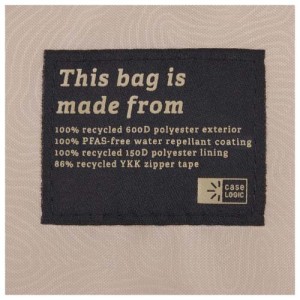 This bag is
made from
100% recycled 600D polyester exterior
100% PFAS-free water repellant coating
100% recycled 150D polyester lining
86% recycled YKK zipper tape
case
LOGIC